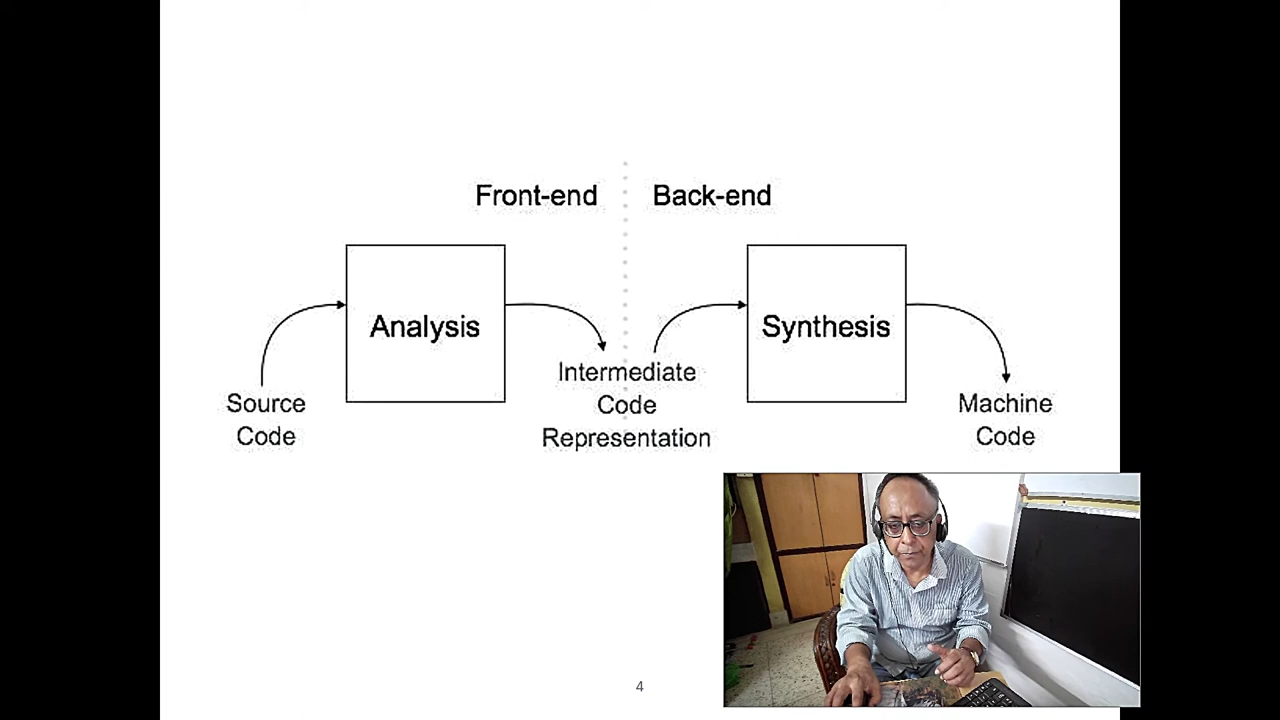 Front-end
Back-end
Analysis
Synthesis
Source
Code
Intermediate
Code
Representation
Machine
Code
4